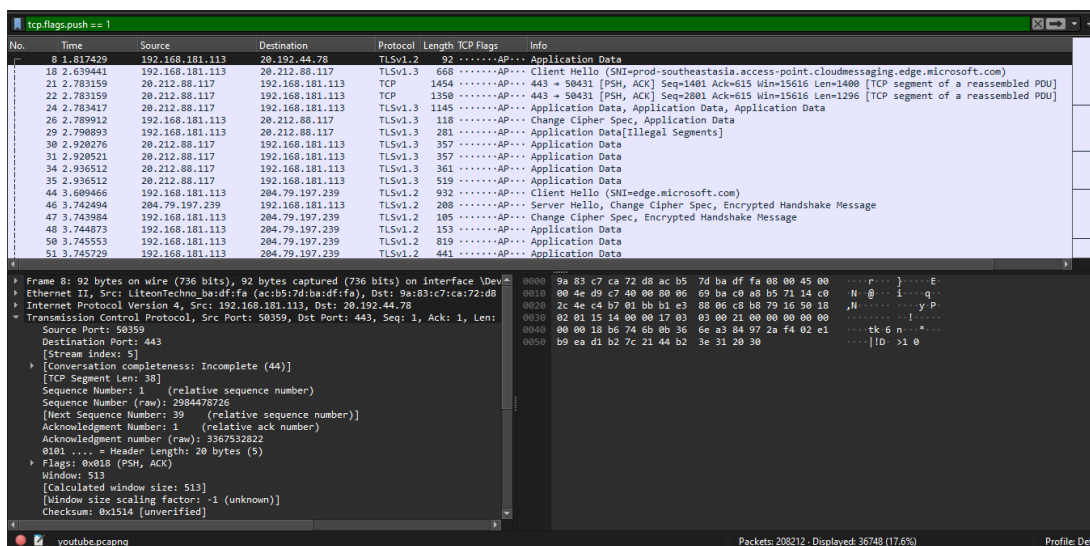 tcp.flags.push == 1
No. Time Source Destination Protocol Length TCP Flags Info
8 1.817429 192.168.181.113 20.192.44.78 TLSv1.2 92 ·······AP··· Application Data
18 2.639441 192.168.181.113 20.212.88.117 TLSv1.3 668 ·······AP··· Client Hello (SNI=prod-southeastasia.access-point.cloudmessaging.edge.microsoft.com)
21 2.783159 20.212.88.117 192.168.181.113 TCP 1454 ·······AP··· 443 → 50431 [PSH, ACK] Seq=1401 Ack=615 Win=15616 Len=1400 [TCP segment of a reassembled PDU]
22 2.783159 20.212.88.117 192.168.181.113 TCP 1350 ·······AP··· 443 → 50431 [PSH, ACK] Seq=2801 Ack=615 Win=15616 Len=1296 [TCP segment of a reassembled PDU]
24 2.783417 20.212.88.117 192.168.181.113 TLSv1.3 1145 ·······AP··· Application Data, Application Data, Application Data
26 2.789912 192.168.181.113 20.212.88.117 TLSv1.3 118 ·······AP··· Change Cipher Spec, Application Data
29 2.790893 192.168.181.113 20.212.88.117 TLSv1.3 281 ·······AP··· Application Data[Illegal Segments]
30 2.920276 20.212.88.117 192.168.181.113 TLSv1.3 357 ·······AP··· Application Data
31 2.920521 20.212.88.117 192.168.181.113 TLSv1.3 357 ·······AP··· Application Data
34 2.936512 20.212.88.117 192.168.181.113 TLSv1.3 361 ·······AP··· Application Data
35 2.936512 20.212.88.117 192.168.181.113 TLSv1.3 519 ·······AP··· Application Data
44 3.609466 192.168.181.113 204.79.197.239 TLSv1.2 932 ·······AP··· Client Hello (SNI=edge.microsoft.com)
46 3.742494 204.79.197.239 192.168.181.113 TLSv1.2 208 ·······AP··· Server Hello, Change Cipher Spec, Encrypted Handshake Message
47 3.743984 192.168.181.113 204.79.197.239 TLSv1.2 105 ·······AP··· Change Cipher Spec, Encrypted Handshake Message
48 3.744873 192.168.181.113 204.79.197.239 TLSv1.2 153 ·······AP··· Application Data
50 3.745553 192.168.181.113 204.79.197.239 TLSv1.2 819 ·······AP··· Application Data
51 3.745729 192.168.181.113 204.79.197.239 TLSv1.2 441 ·······AP··· Application Data
Frame 8: 92 bytes on wire (736 bits), 92 bytes captured (736 bits) on interface \Dev
Ethernet II, Src: LiteonTechno_ba:df:fa (ac:b5:7d:ba:df:fa), Dst: 9a:83:c7:ca:72:d8
Internet Protocol Version 4, Src: 192.168.181.113, Dst: 20.192.44.78
Transmission Control Protocol, Src Port: 50359, Dst Port: 443, Seq: 1, Ack: 1, Len:
Source Port: 50359
Destination Port: 443
[Stream index: 5]
[Conversation completeness: Incomplete (44)]
[TCP Segment Len: 38]
Sequence Number: 1 (relative sequence number)
Sequence Number (raw): 2984478726
[Next Sequence Number: 39 (relative sequence number)]
Acknowledgment Number: 1 (relative ack number)
Acknowledgment number (raw): 3367532822
0101 .... = Header Length: 20 bytes (5)
Flags: 0x018 (PSH, ACK)
Window: 513
[Calculated window size: 513]
[Window size scaling factor: -1 (unknown)]
Checksum: 0x1514 [unverified]
0000 9a 83 c7 ca 72 d8 ac b5 7d ba df fa 08 00 45 00 ····r··· }·····E·
0010 00 4e d9 c7 40 00 80 06 69 ba c0 a8 b5 71 14 c0 ·N··@··· i····q··
0020 2c 4e c4 b7 01 bb b1 e3 88 06 c8 b8 79 16 50 18 ,N······ ····y·P·
0030 02 01 15 14 00 00 17 03 03 00 21 00 00 00 00 00 ········ ··!·····
0040 00 00 18 b6 74 6b 0b 36 6e a3 84 97 2a f4 02 e1 ····tk·6 n···*···
0050 b9 ea d1 b2 7c 21 44 b2 3e 31 20 30 ····|!D· >1 0
youtube.pcapng Packets: 208212 · Displayed: 36748 (17.6%) Profile: De